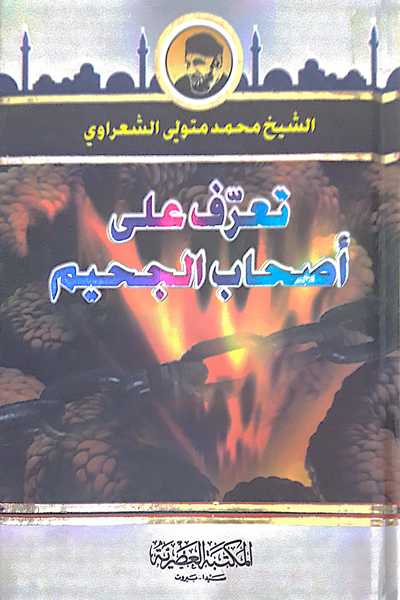 الشيخ محمد متولي الشعراوي
تعرّف على
أصحاب الجحيم
المكتبة العصرية
صيدا - بيروت